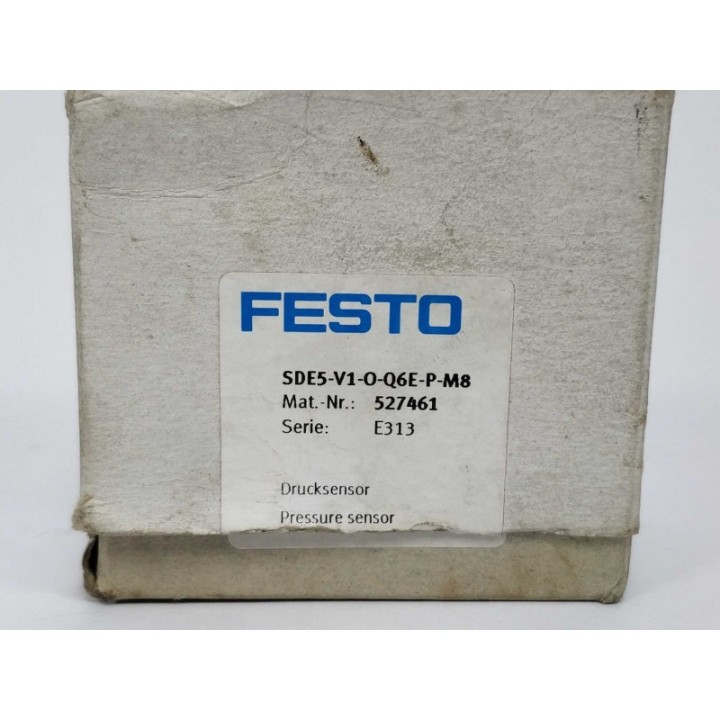 FESTO
SDE5-V1-O-Q6E-P-M8
Mat.-Nr.: 527461
Serie: E313
Drucksensor
Pressure sensor